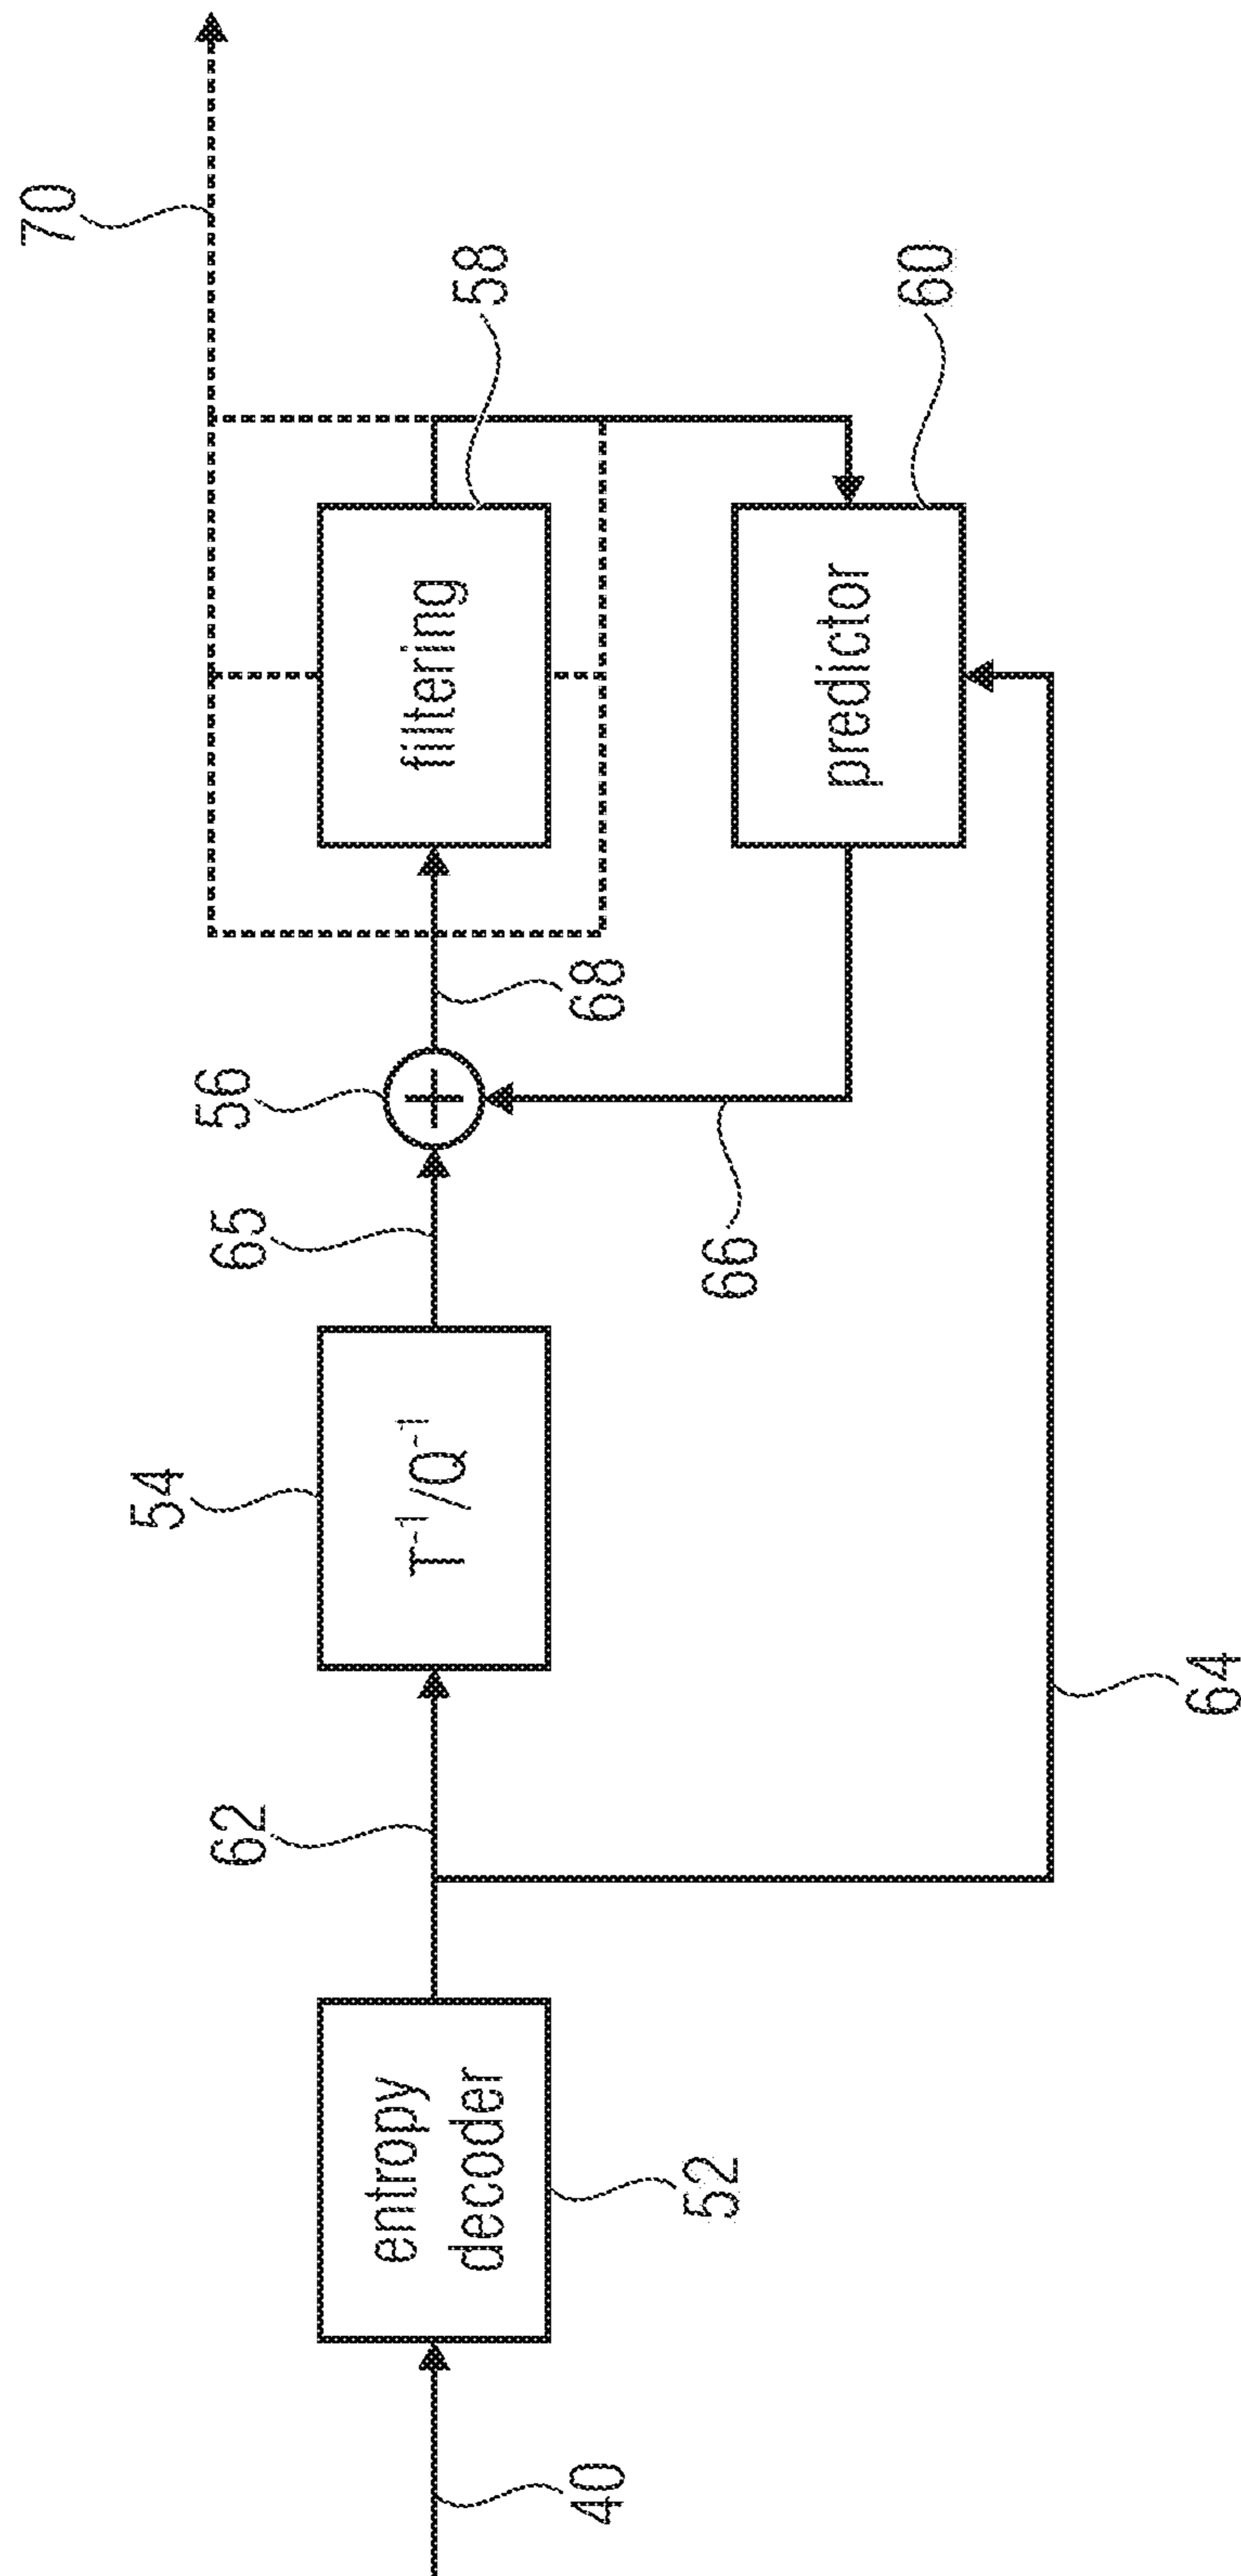 70
58
60
filtering
predictor
68
56
66
65
T⁻¹/Q⁻¹
54
64
62
entropy
decoder
52
40